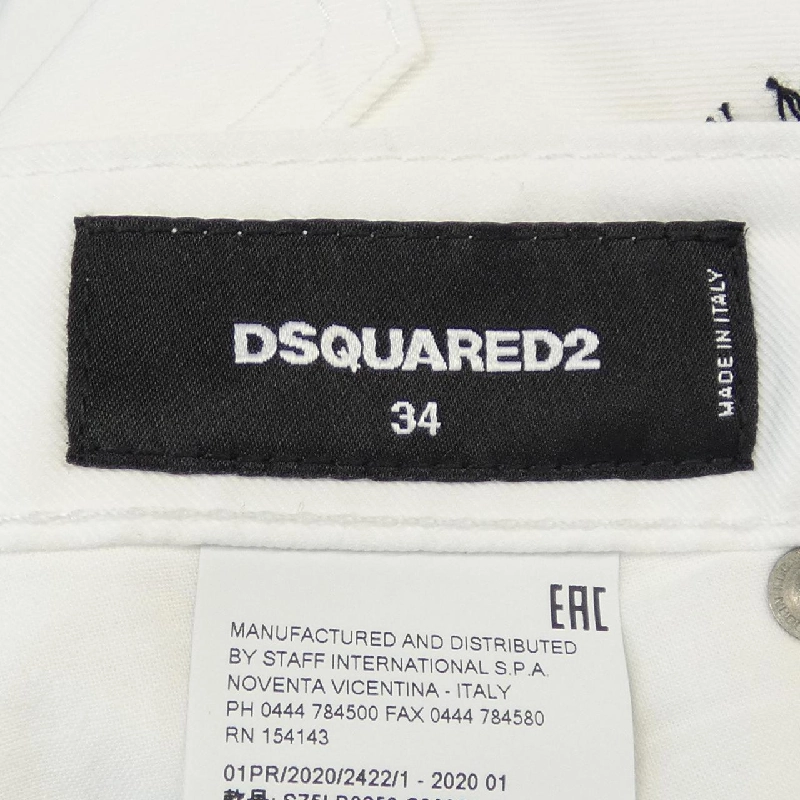 DSQUARED2
34
MADE IN ITALY
EAC
MANUFACTURED AND DISTRIBUTED
BY STAFF INTERNATIONAL S.P.A.
NOVENTA VICENTINA - ITALY
PH 0444 784500 FAX 0444 784580
RN 154143
01PR/2020/2422/1 - 2020 01